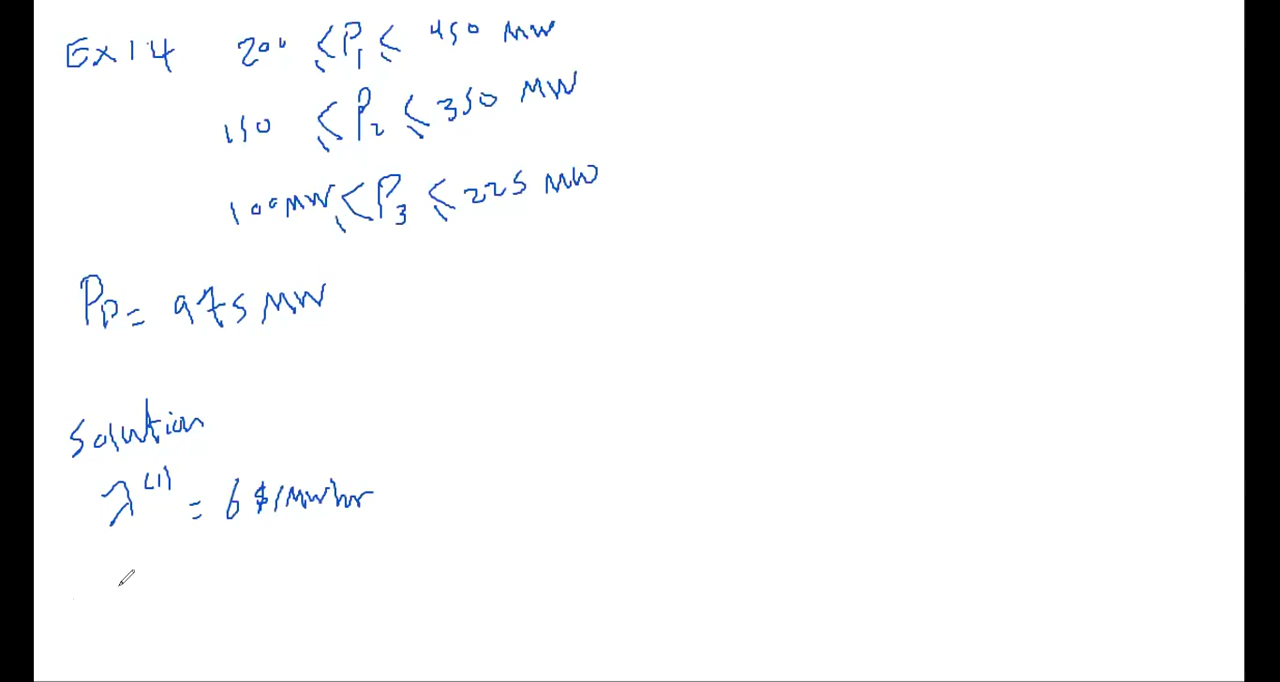 Ex 14 200 ≤ P₁ ≤ 450 MW
150 ≤ P₂ ≤ 350 MW
100 MW ≤ P₃ ≤ 225 MW
P_D = 975 MW
Solution
λ⁽¹⁾ = 6 $/MWhr